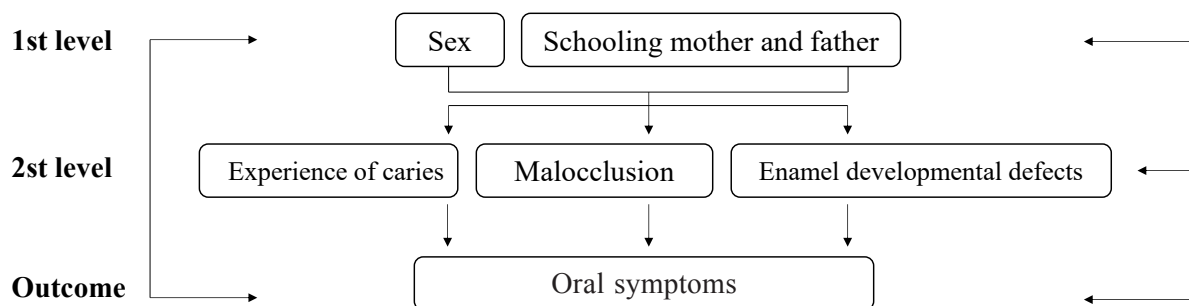 1st level
Sex
Schooling mother and father
2st level
Experience of caries
Malocclusion
Enamel developmental defects
Outcome
Oral symptoms